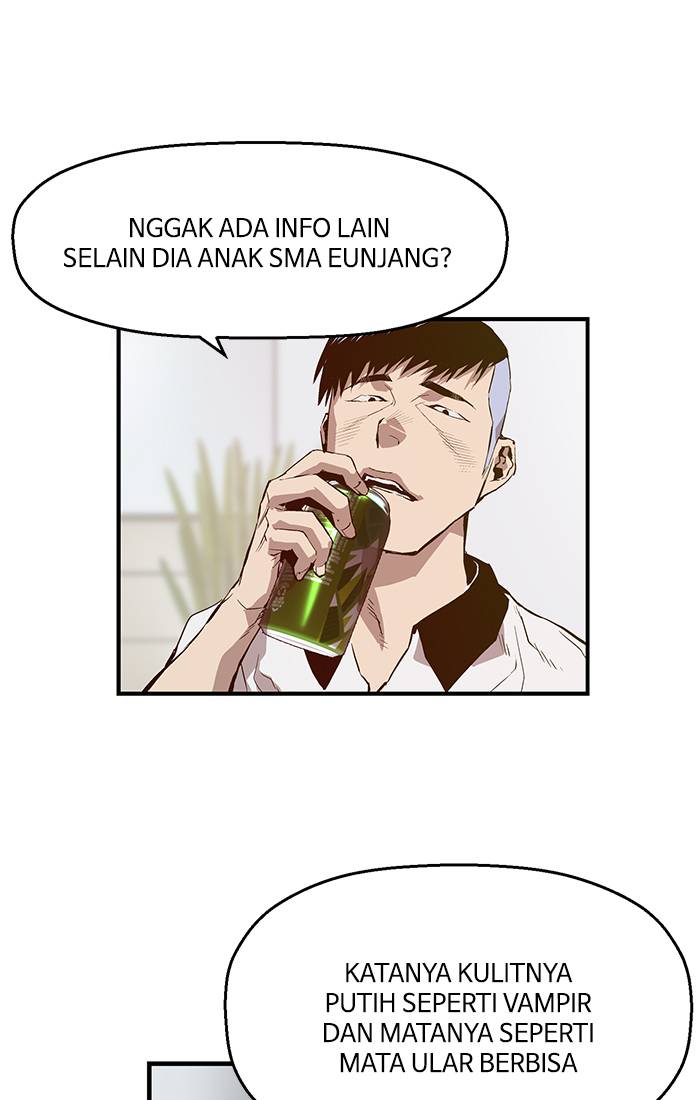 NGGAK ADA INFO LAIN
SELAIN DIA ANAK SMA EUNJANG?
KATANYA KULITNYA
PUTIH SEPERTI VAMPIR
DAN MATANYA SEPERTI
MATA ULAR BERBISA